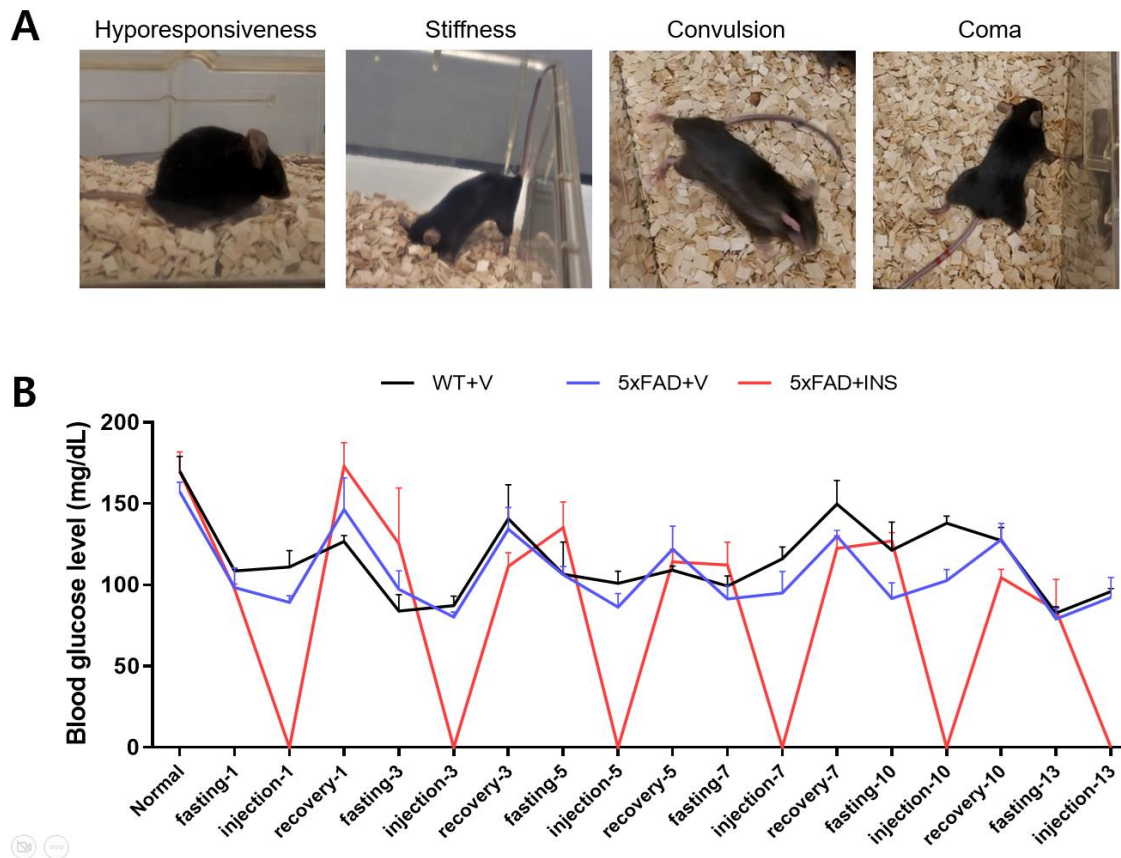 A
Hyporesponsiveness
Stiffness
Convulsion
Coma
B
WT+V
5xFAD+V
5xFAD+INS
Blood glucose level (mg/dL)
200
150
100
50
0
Normal
fasting-1
injection-1
recovery-1
fasting-3
injection-3
recovery-3
fasting-5
injection-5
recovery-5
fasting-7
injection-7
recovery-7
fasting-10
injection-10
recovery-10
fasting-13
injection-13